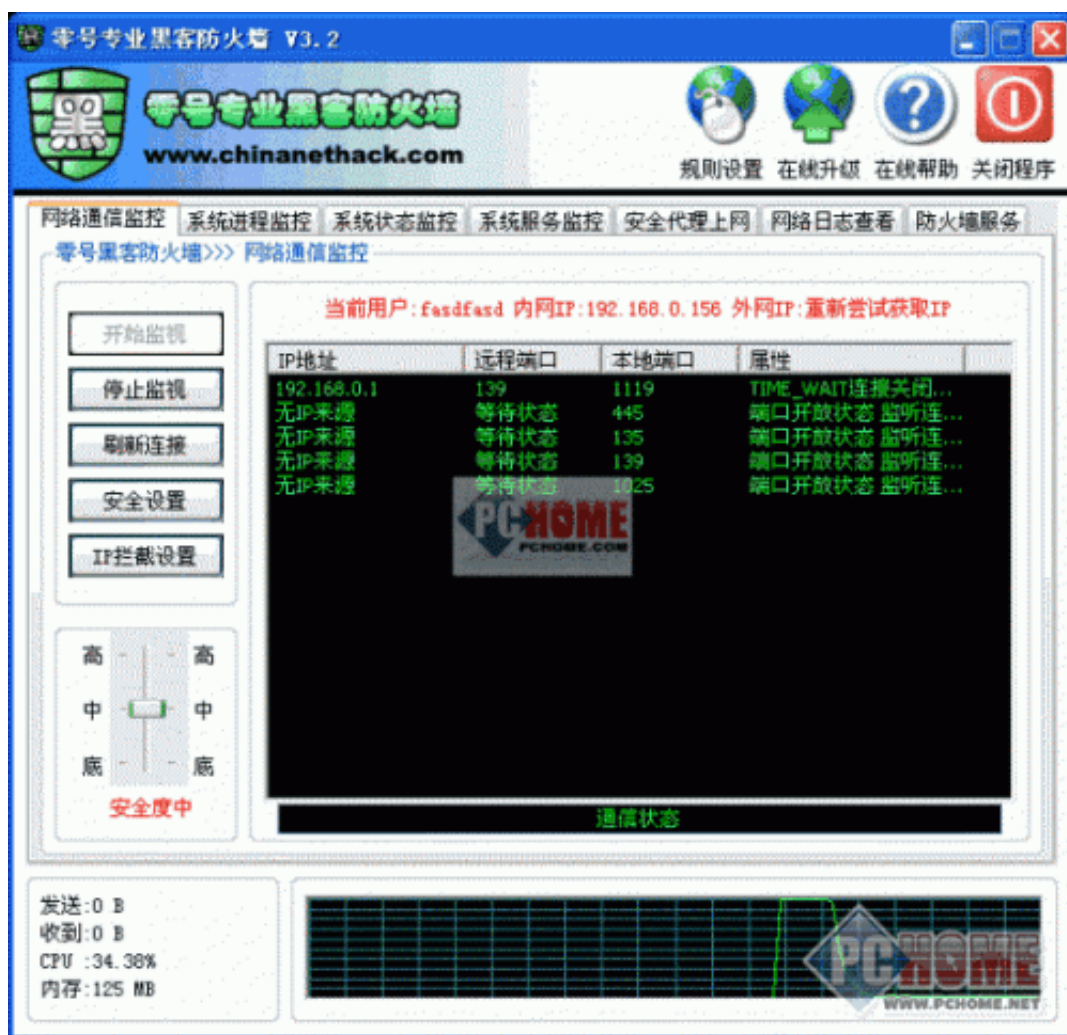 零号专业黑客防火墙 V3.2
黑
零号专业黑客防火墙
www.chinanethack.com
规则设置 在线升级 在线帮助 关闭程序
网络通信监控 系统进程监控 系统状态监控 系统服务监控 安全代理上网 网络日志查看 防火墙服务
零号黑客防火墙>>> 网络通信监控
当前用户:fasdfasd 内网IP:192.168.0.156 外网IP:重新尝试获取IP
开始监视
停止监视
刷新连接
安全设置
IP拦截设置
IP地址 远程端口 本地端口 属性
192.168.0.1 139 1119 TIME_WAIT连接关闭...
无IP来源 等待状态 445 端口开放状态 监听连...
无IP来源 等待状态 135 端口开放状态 监听连...
无IP来源 等待状态 139 端口开放状态 监听连...
无IP来源 等待状态 1025 端口开放状态 监听连...
PCHOME
PCHOME.COM
高 高
中 中
底 底
安全度中
通信状态
发送:0 B
收到:0 B
CPU :34.38%
内存:125 MB
PCHOME
WWW.PCHOME.NET